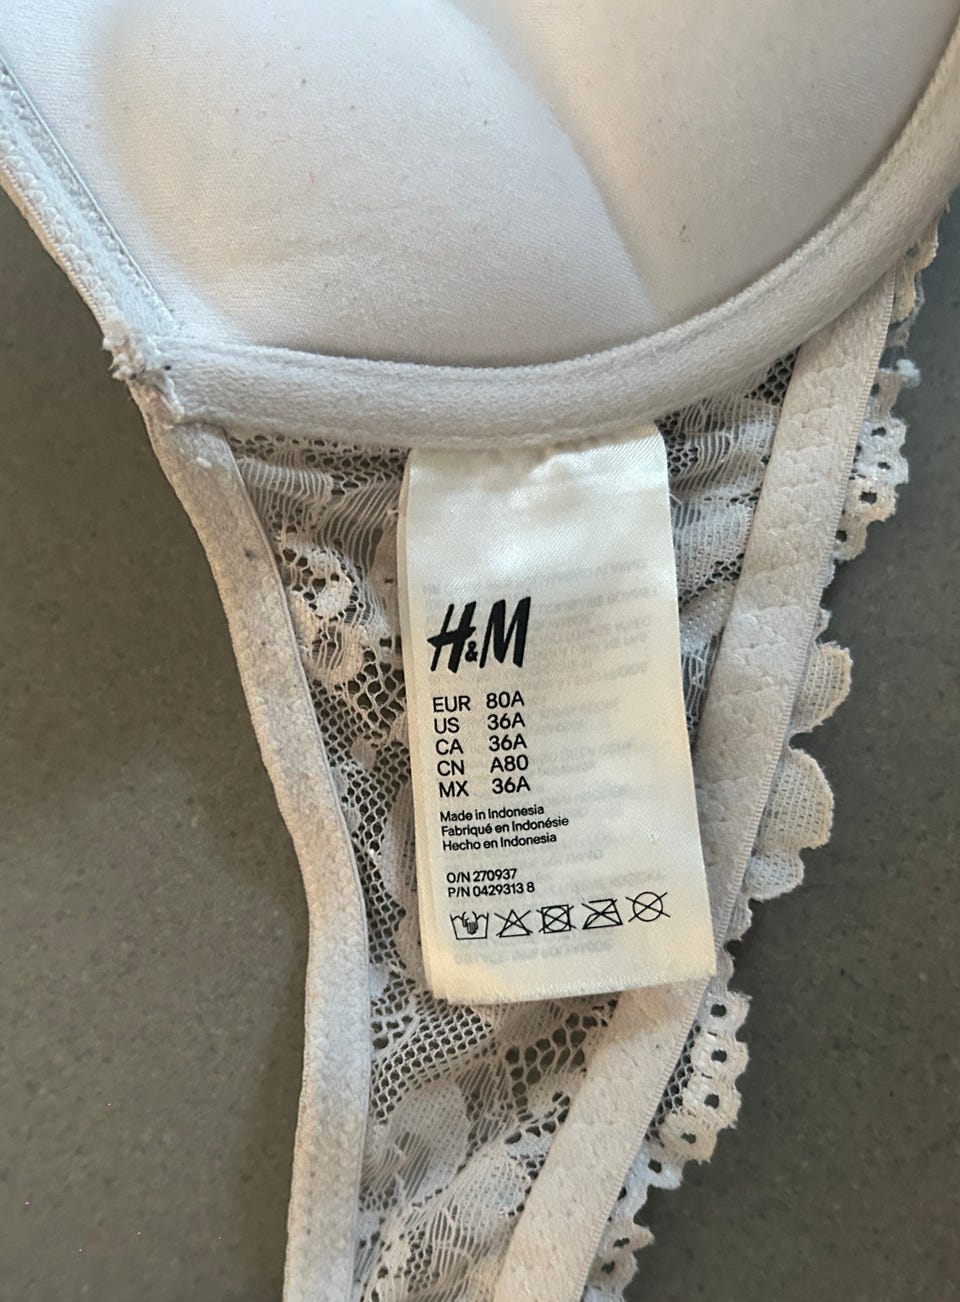 H&M
EUR 80A
US 36A
CA 36A
CN A80
MX 36A
Made in Indonesia
Fabriqué en Indonésie
Hecho en Indonesia
O/N 270937
P/N 0429313 8